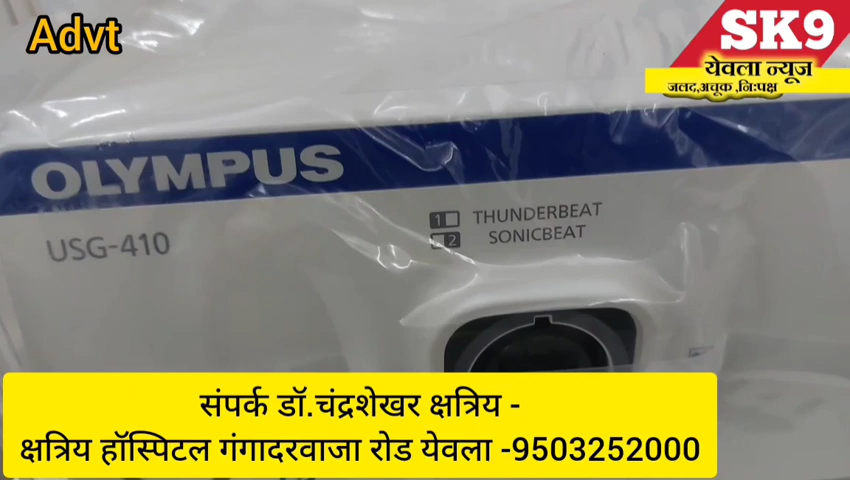 Advt
SK9
येवला न्यूज
जलद,अचूक,नि:पक्ष
OLYMPUS
USG-410
1 THUNDERBEAT
2 SONICBEAT
संपर्क डॉ.चंद्रशेखर क्षत्रिय -
क्षत्रिय हॉस्पिटल गंगादरवाजा रोड येवला -9503252000